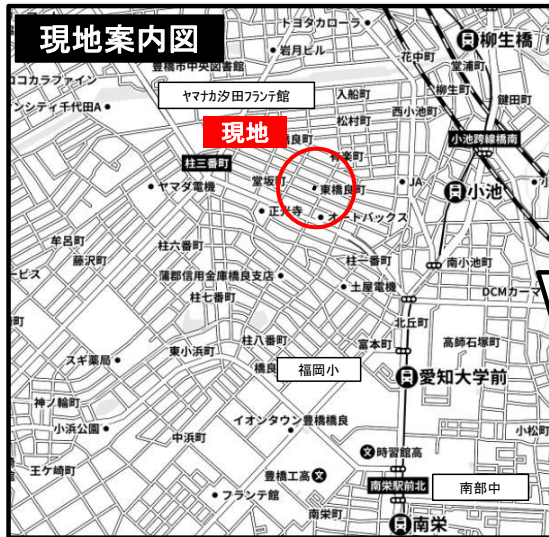 現地案内図
トヨタカローラ
岩月ビル
豊橋市中央図書館
ココカラファイン
ンシティ千代田A
ヤマナカ汐田フランテ館
入船町
松村町
花中町
柳生橋
堂浦町
柳生町
鍵田町
西小池町
現地
良町
有楽町
小池跨線橋南
柱三番町
堂坂町
東橋良町
JA
小池
ヤマダ電機
正光寺
オートバックス
牟呂町
柱六番町
藤沢町
ービス
柱一番町
南小池町
蒲郡信用金庫橋良支店
土屋電機
柱七番町
DCMカーマ
北丘町
柱八番町
富本町
高師石塚町
東小浜町
スギ薬局
橋良
福岡小
愛知大学前
神ノ輪町
小浜公園
イオンタウン豊橋橋良
中浜町
小松町
時習館高
王ケ崎町
豊橋工高
南栄駅前北
南部中
フランテ館
南栄町
南栄